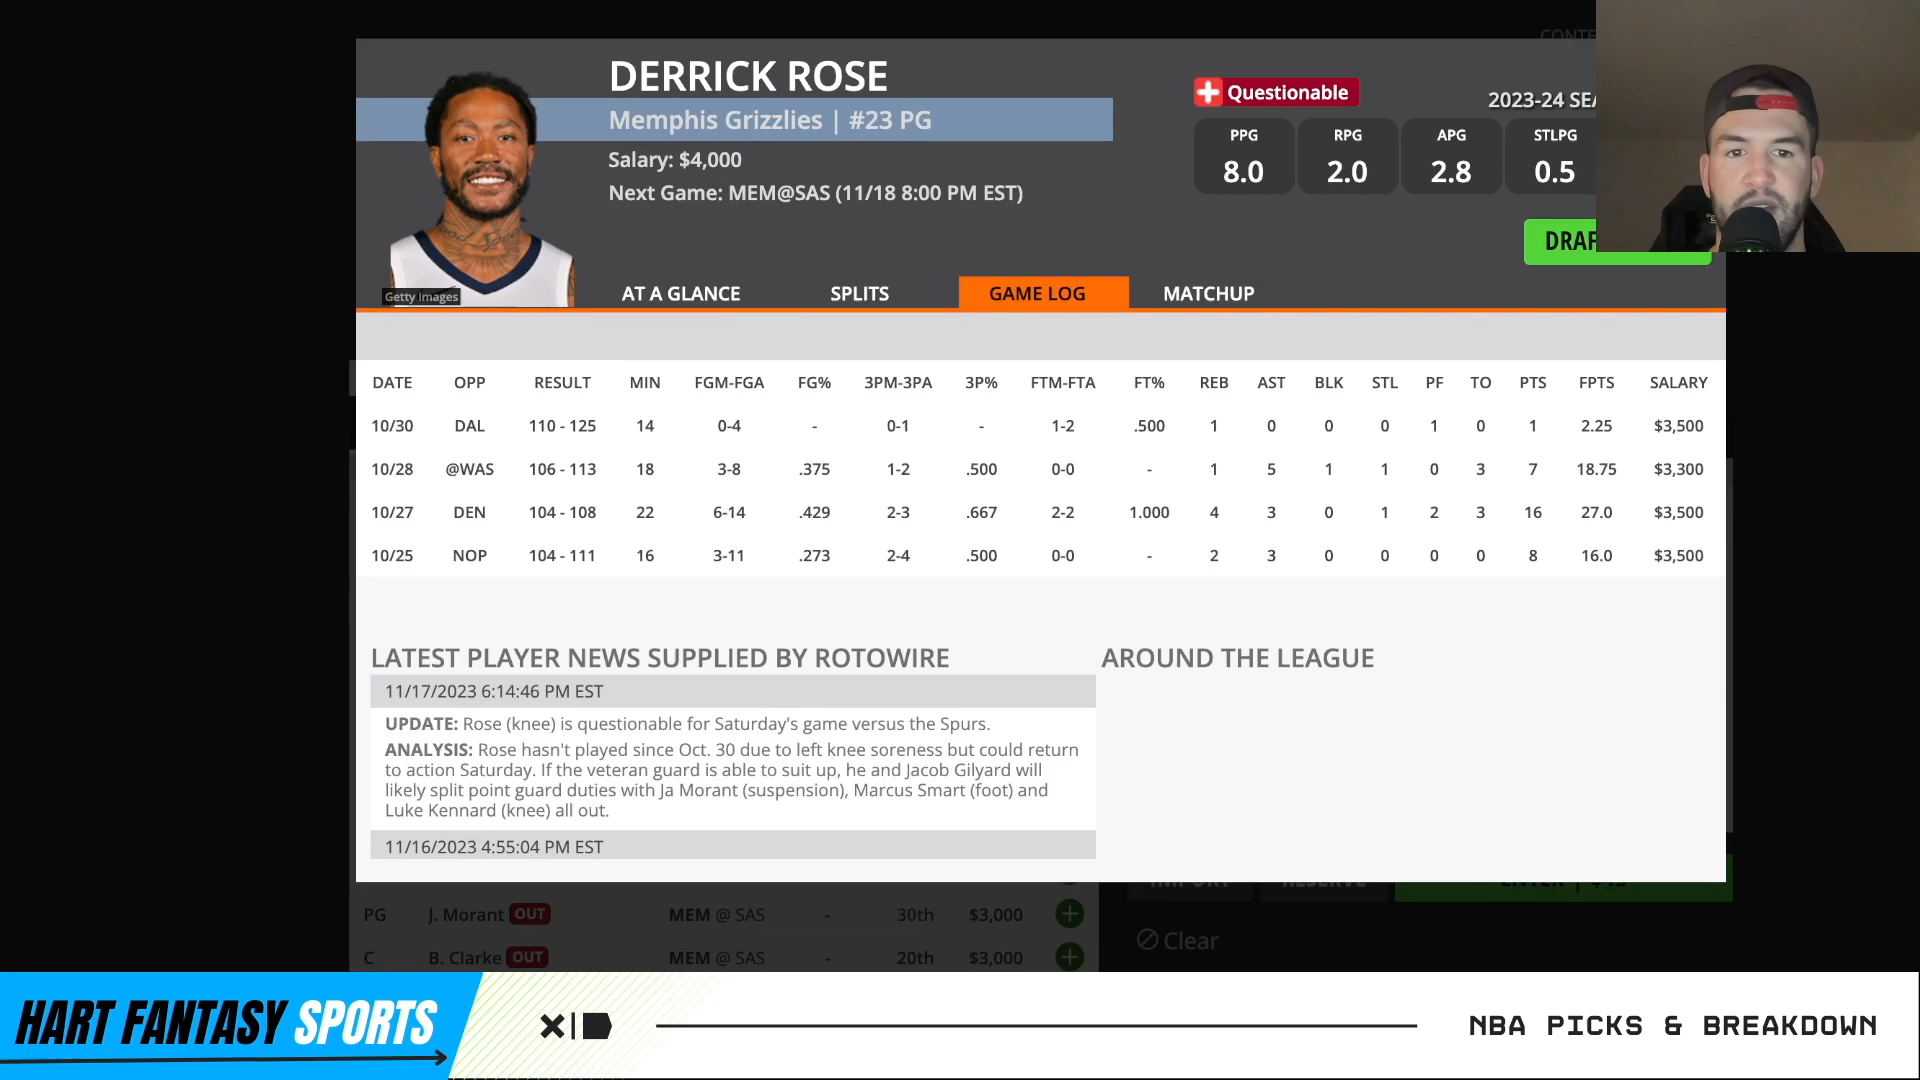 CONTE
DERRICK ROSE
Memphis Grizzlies | #23 PG
Salary: $4,000
Next Game: MEM@SAS (11/18 8:00 PM EST)
Questionable
2023-24 SEA
PPG RPG APG STLPG
8.0 2.0 2.8 0.5
DRAF
Getty Images
AT A GLANCE SPLITS GAME LOG MATCHUP
DATE OPP RESULT MIN FGM-FGA FG% 3PM-3PA 3P% FTM-FTA FT% REB AST BLK STL PF TO PTS FPTS SALARY
10/30 DAL 110 - 125 14 0-4 - 0-1 - 1-2 .500 1 0 0 0 1 0 1 2.25 $3,500
10/28 @WAS 106 - 113 18 3-8 .375 1-2 .500 0-0 - 1 5 1 1 0 3 7 18.75 $3,300
10/27 DEN 104 - 108 22 6-14 .429 2-3 .667 2-2 1.000 4 3 0 1 2 3 16 27.0 $3,500
10/25 NOP 104 - 111 16 3-11 .273 2-4 .500 0-0 - 2 3 0 0 0 0 8 16.0 $3,500
LATEST PLAYER NEWS SUPPLIED BY ROTOWIRE
11/17/2023 6:14:46 PM EST
UPDATE: Rose (knee) is questionable for Saturday's game versus the Spurs.
ANALYSIS: Rose hasn't played since Oct. 30 due to left knee soreness but could return
to action Saturday. If the veteran guard is able to suit up, he and Jacob Gilyard will
likely split point guard duties with Ja Morant (suspension), Marcus Smart (foot) and
Luke Kennard (knee) all out.
11/16/2023 4:55:04 PM EST
AROUND THE LEAGUE
PG J. Morant OUT MEM @ SAS - 30th $3,000
C B. Clarke OUT MEM @ SAS - 20th $3,000
Clear
HART FANTASY SPORTS
NBA PICKS & BREAKDOWN